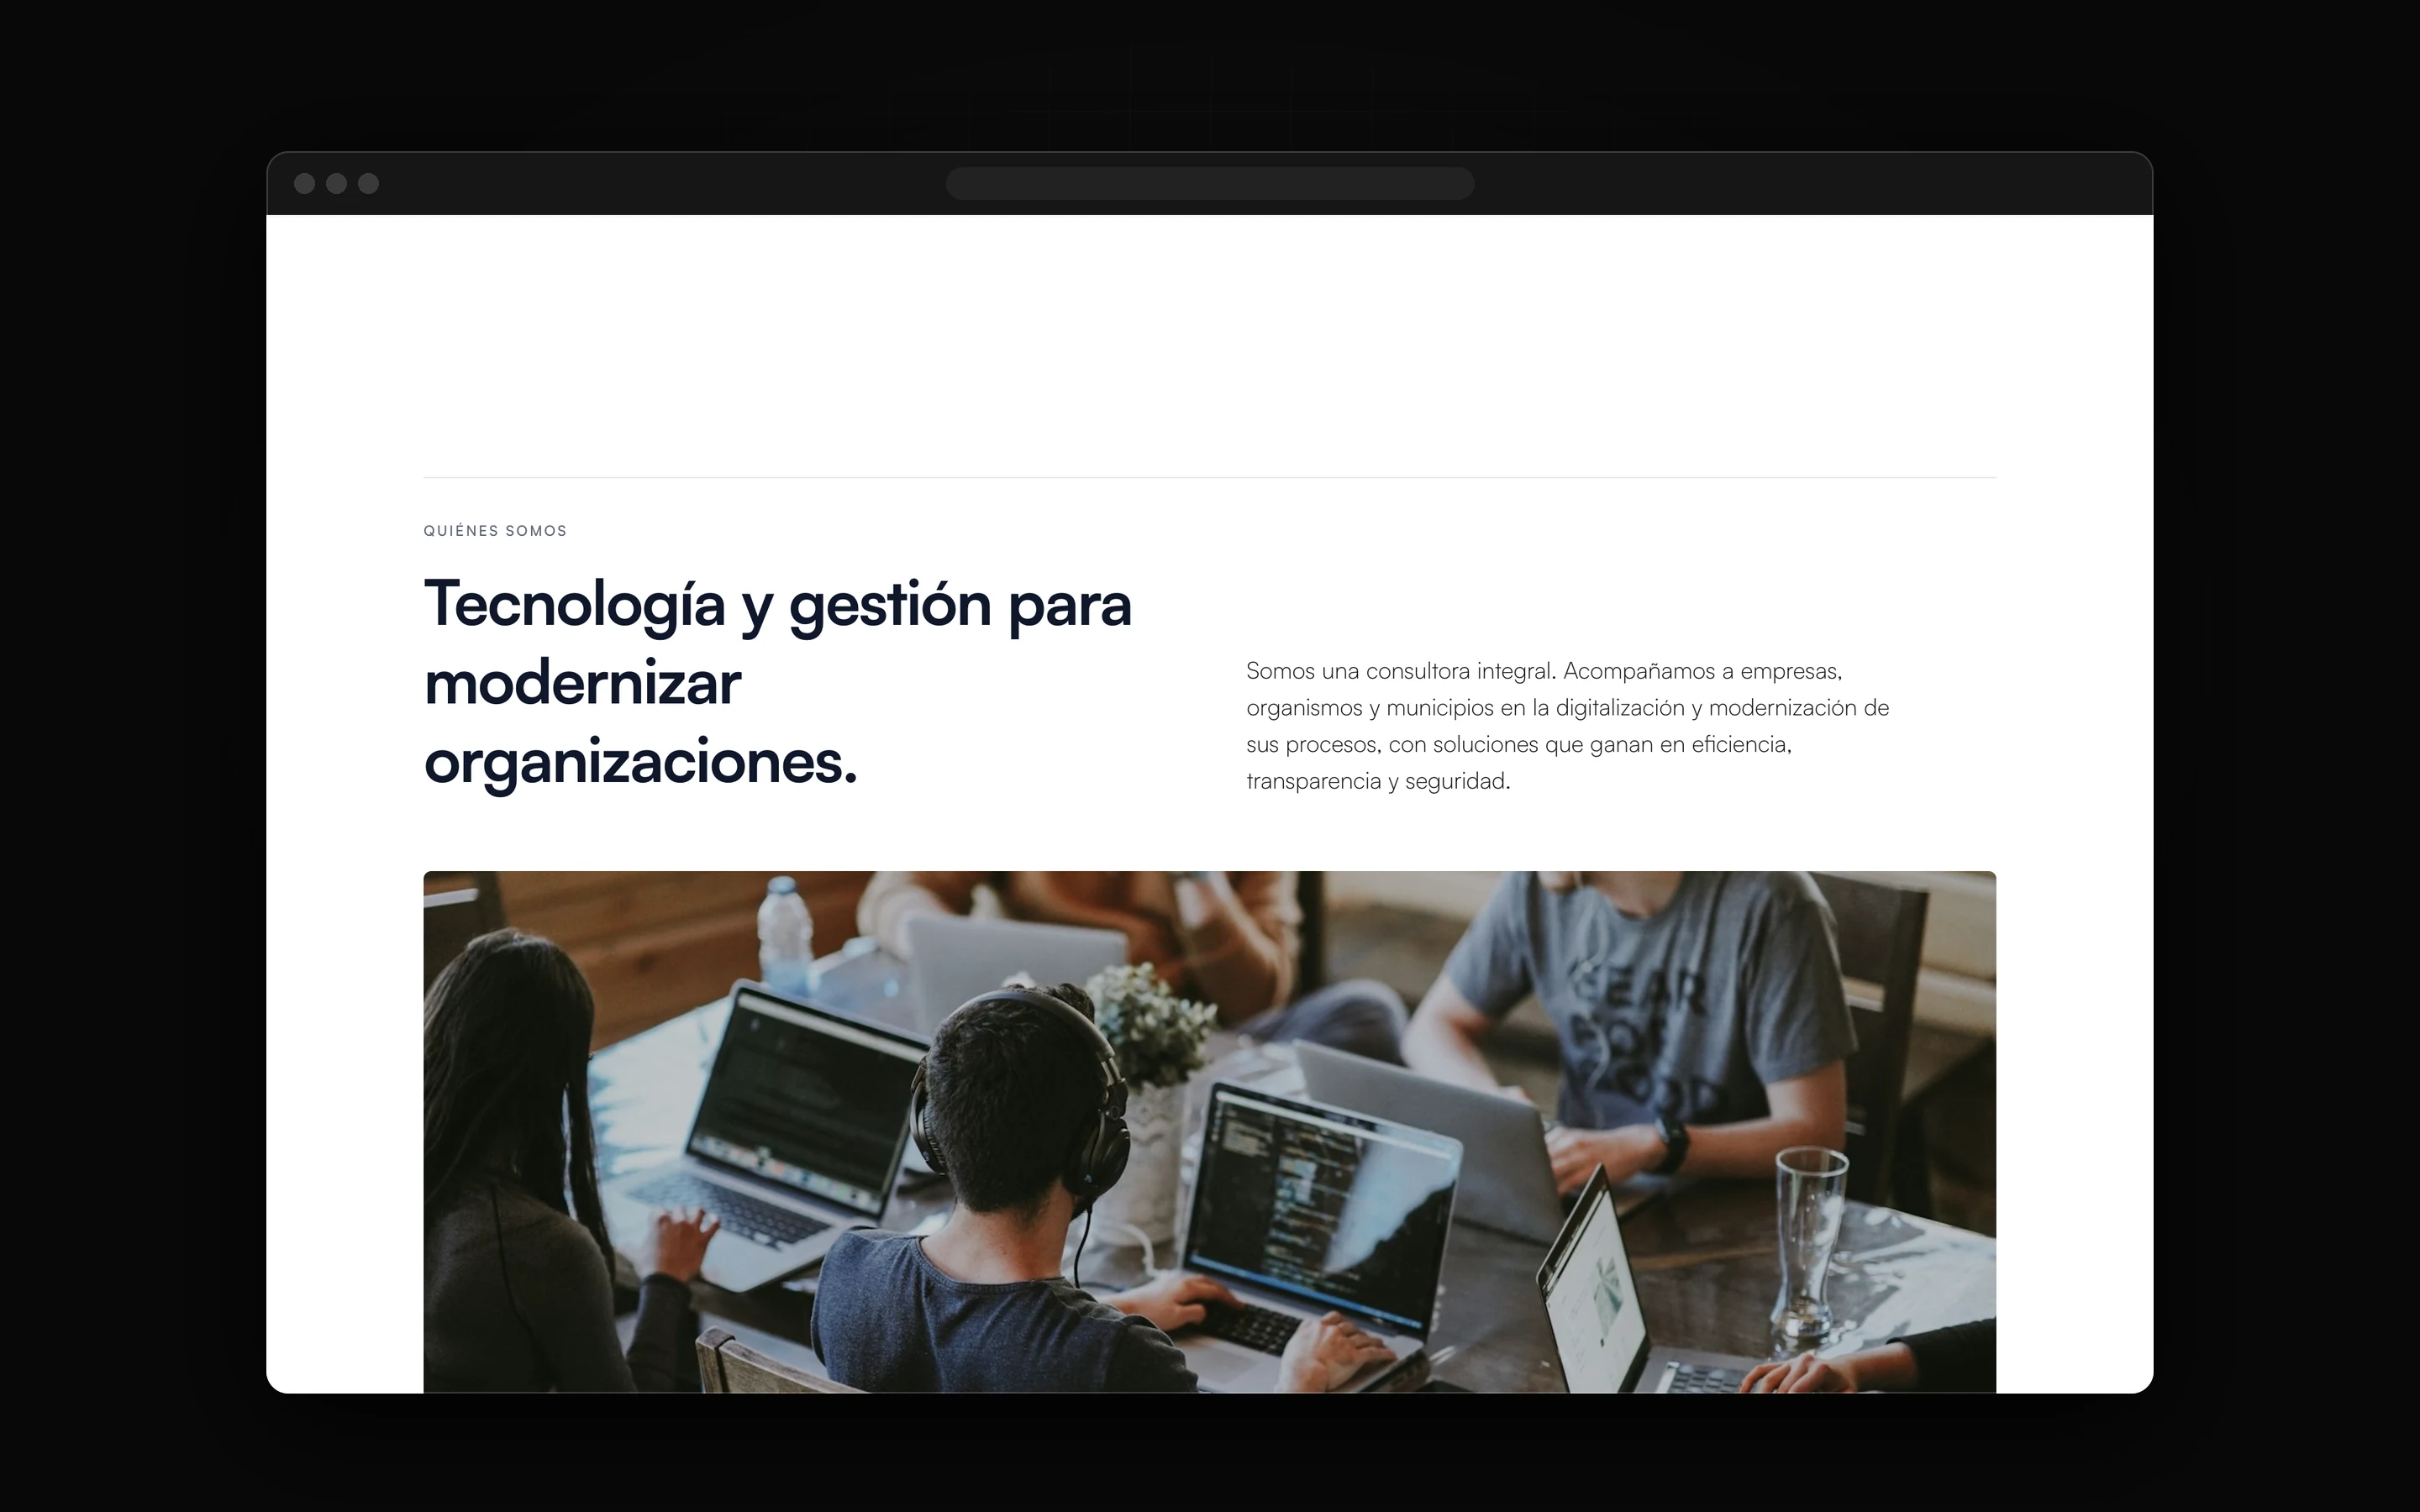 QUIÉNES SOMOS
Tecnología y gestión para
modernizar
organizaciones.
Somos una consultora integral. Acompañamos a empresas,
organismos y municipios en la digitalización y modernización de
sus procesos, con soluciones que ganan en eficiencia,
transparencia y seguridad.